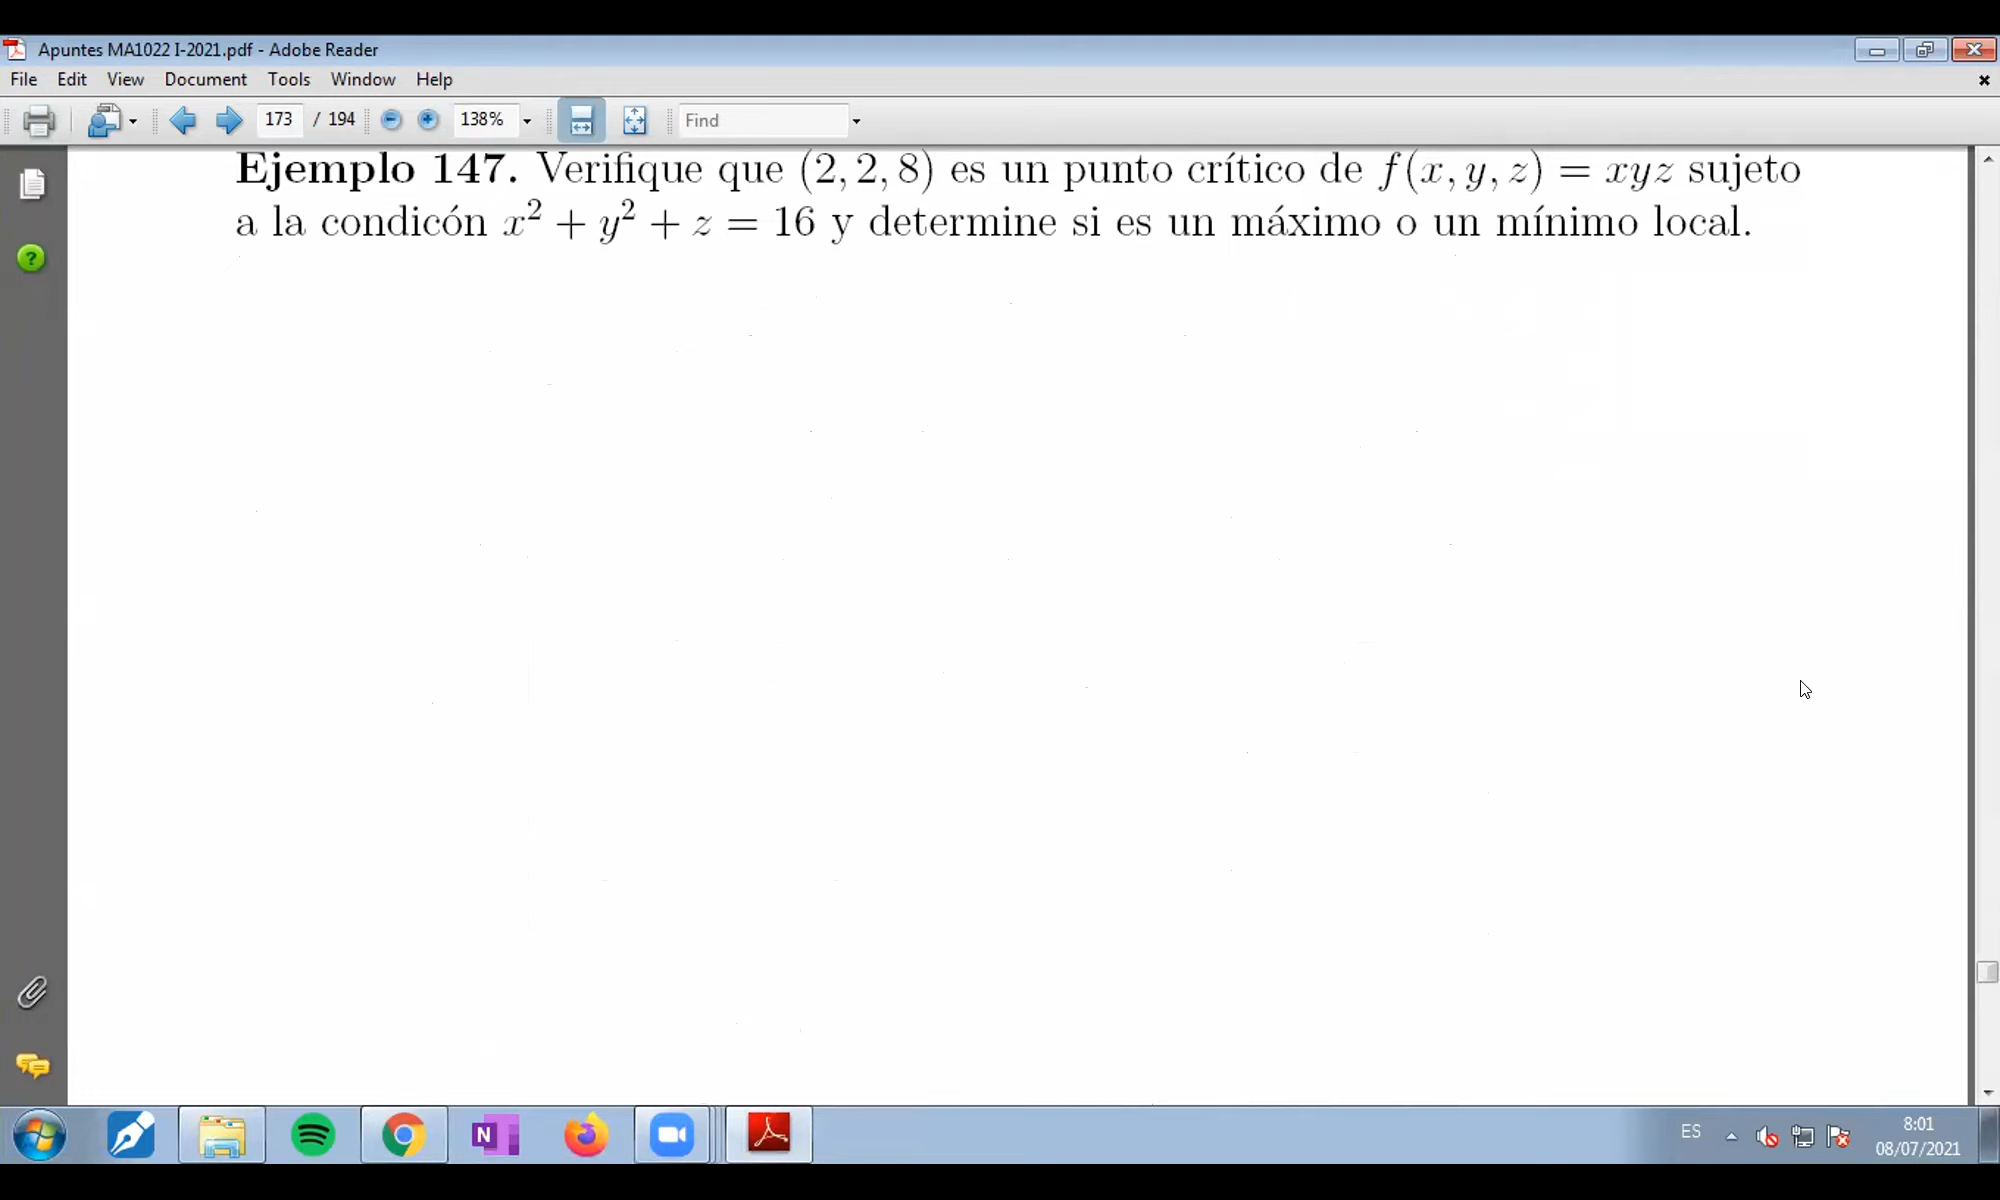 Apuntes MA1022 I-2021.pdf - Adobe Reader
File Edit View Document Tools Window Help
173 / 194 138% Find
Ejemplo 147. Verifique que (2, 2, 8) es un punto crítico de f(x, y, z) = xyz sujeto
a la condicón x² + y² + z = 16 y determine si es un máximo o un mínimo local.
N
ES
8:01
08/07/2021